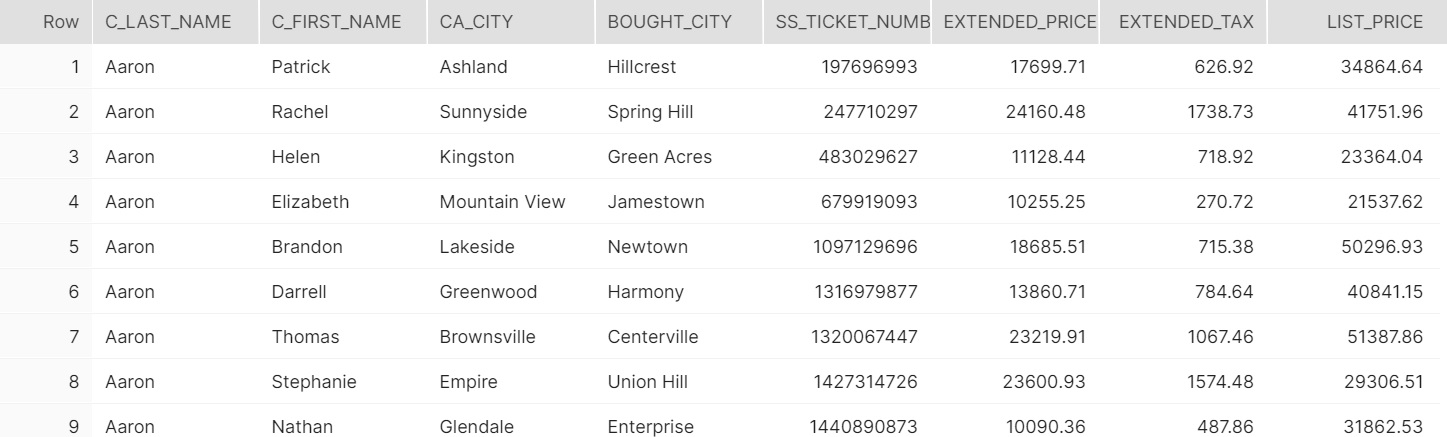 Row C_LAST_NAME C_FIRST_NAME CA_CITY BOUGHT_CITY SS_TICKET_NUMB EXTENDED_PRICE EXTENDED_TAX LIST_PRICE
1 Aaron Patrick Ashland Hillcrest 197696993 17699.71 626.92 34864.64
2 Aaron Rachel Sunnyside Spring Hill 247710297 24160.48 1738.73 41751.96
3 Aaron Helen Kingston Green Acres 483029627 11128.44 718.92 23364.04
4 Aaron Elizabeth Mountain View Jamestown 679919093 10255.25 270.72 21537.62
5 Aaron Brandon Lakeside Newtown 1097129696 18685.51 715.38 50296.93
6 Aaron Darrell Greenwood Harmony 1316979877 13860.71 784.64 40841.15
7 Aaron Thomas Brownsville Centerville 1320067447 23219.91 1067.46 51387.86
8 Aaron Stephanie Empire Union Hill 1427314726 23600.93 1574.48 29306.51
9 Aaron Nathan Glendale Enterprise 1440890873 10090.36 487.86 31862.53